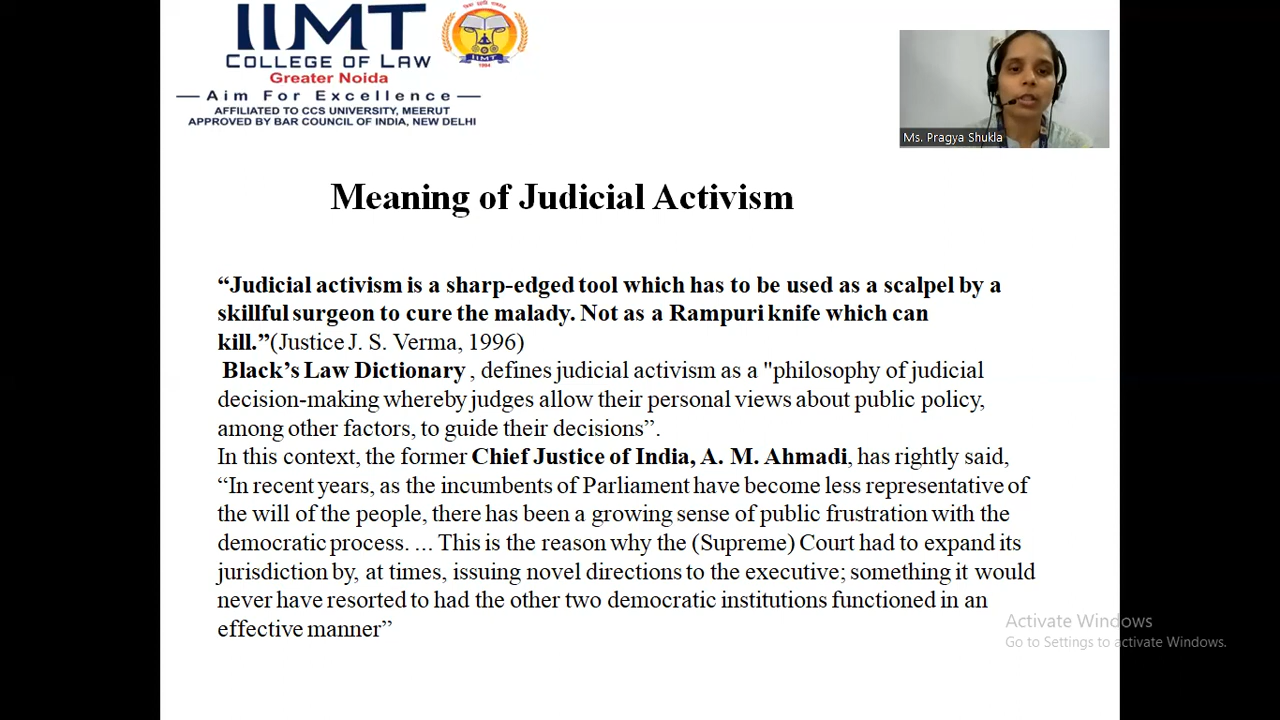 IIMT
COLLEGE OF LAW
Greater Noida
Aim For Excellence
AFFILIATED TO CCS UNIVERSITY, MEERUT
APPROVED BY BAR COUNCIL OF INDIA, NEW DELHI
IIMT
Ms. Pragya Shukla
Meaning of Judicial Activism
“Judicial activism is a sharp-edged tool which has to be used as a scalpel by a
skillful surgeon to cure the malady. Not as a Rampuri knife which can
kill.”(Justice J. S. Verma, 1996)
Black’s Law Dictionary , defines judicial activism as a "philosophy of judicial
decision-making whereby judges allow their personal views about public policy,
among other factors, to guide their decisions”.
In this context, the former Chief Justice of India, A. M. Ahmadi, has rightly said,
“In recent years, as the incumbents of Parliament have become less representative of
the will of the people, there has been a growing sense of public frustration with the
democratic process. ... This is the reason why the (Supreme) Court had to expand its
jurisdiction by, at times, issuing novel directions to the executive; something it would
never have resorted to had the other two democratic institutions functioned in an
effective manner”
Activate Windows
Go to Settings to activate Windows.